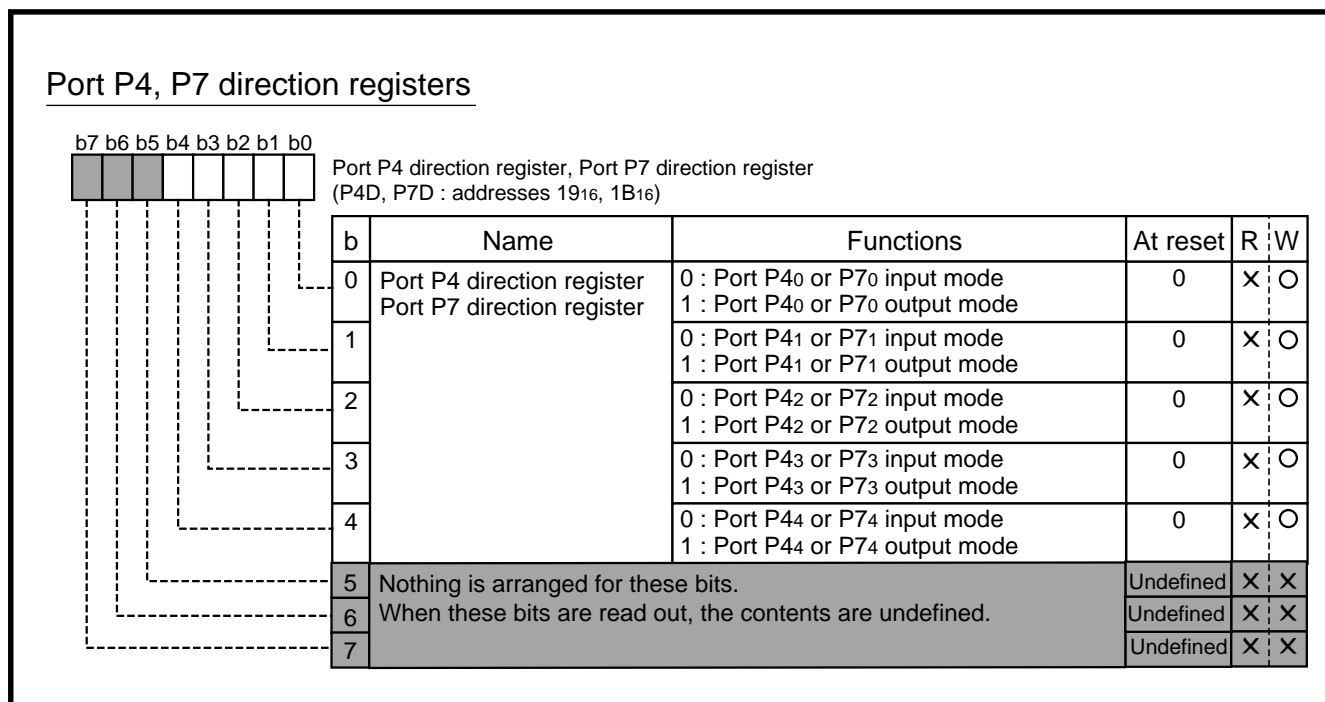 Port P4, P7 direction registers
b7 b6 b5 b4 b3 b2 b1 b0
Port P4 direction register, Port P7 direction register
(P4D, P7D : addresses 19₁₆, 1B₁₆)
b Name Functions At reset R W
0 Port P4 direction register 0 : Port P4₀ or P7₀ input mode 0 × ○
Port P7 direction register 1 : Port P4₀ or P7₀ output mode
1 0 : Port P4₁ or P7₁ input mode 0 × ○
1 : Port P4₁ or P7₁ output mode
2 0 : Port P4₂ or P7₂ input mode 0 × ○
1 : Port P4₂ or P7₂ output mode
3 0 : Port P4₃ or P7₃ input mode 0 × ○
1 : Port P4₃ or P7₃ output mode
4 0 : Port P4₄ or P7₄ input mode 0 × ○
1 : Port P4₄ or P7₄ output mode
5 Nothing is arranged for these bits. Undefined × ×
6 When these bits are read out, the contents are undefined. Undefined × ×
7 Undefined × ×